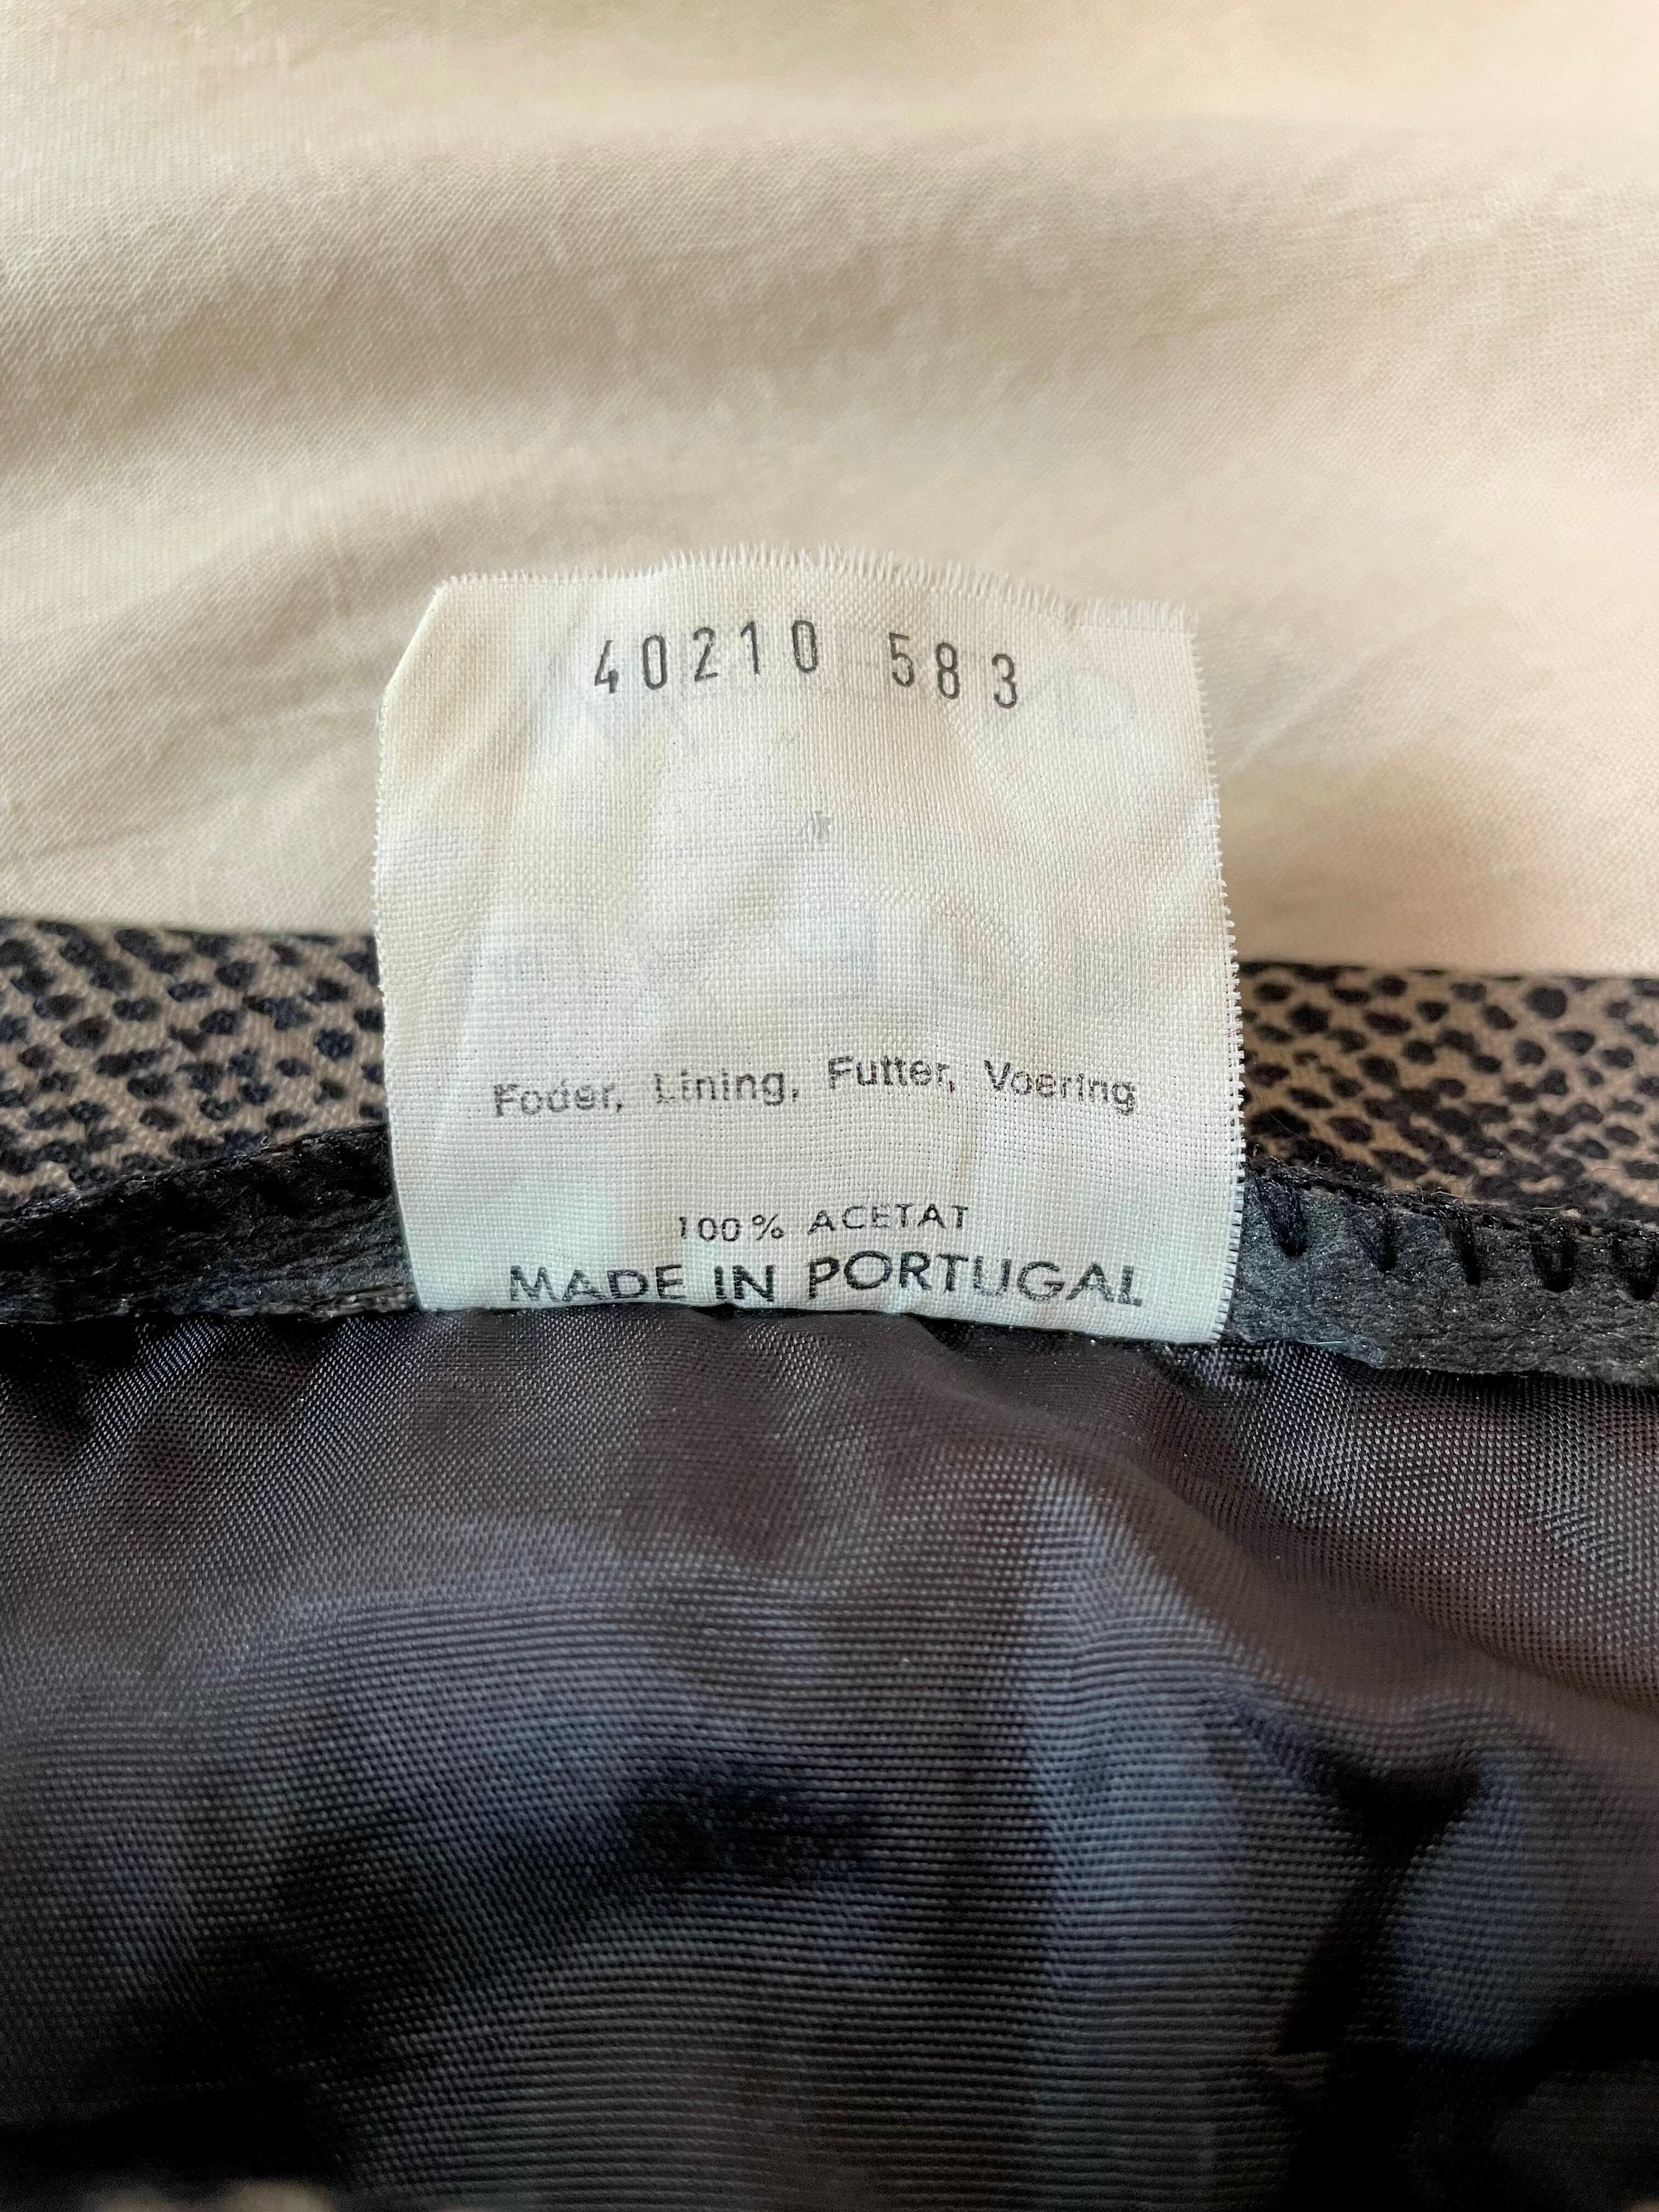 40210 583
Foder, Lining, Futter, Voering
100% ACETAT
MADE IN PORTUGAL